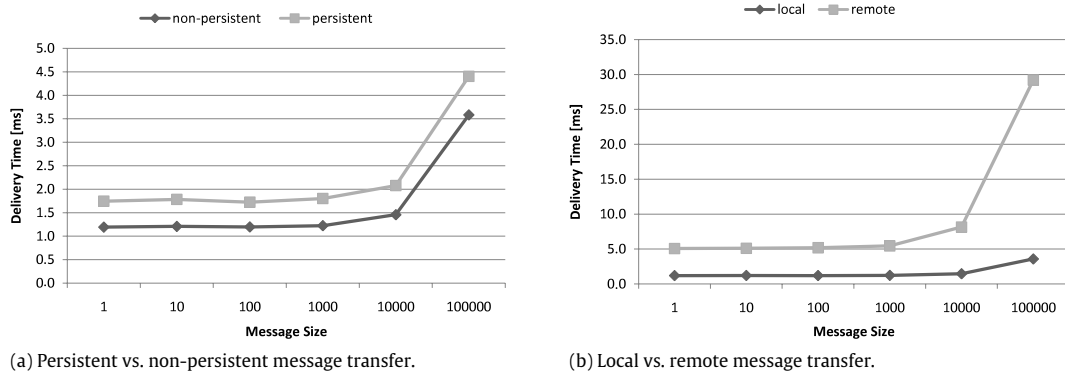 non-persistent persistent
5.0
4.5
4.0
3.5
3.0
2.5
2.0
1.5
1.0
0.5
0.0
Delivery Time [ms]
1 10 100 1000 10000 100000
Message Size
(a) Persistent vs. non-persistent message transfer.
local remote
35.0
30.0
25.0
20.0
15.0
10.0
5.0
0.0
Delivery Time [ms]
1 10 100 1000 10000 100000
Message Size
(b) Local vs. remote message transfer.